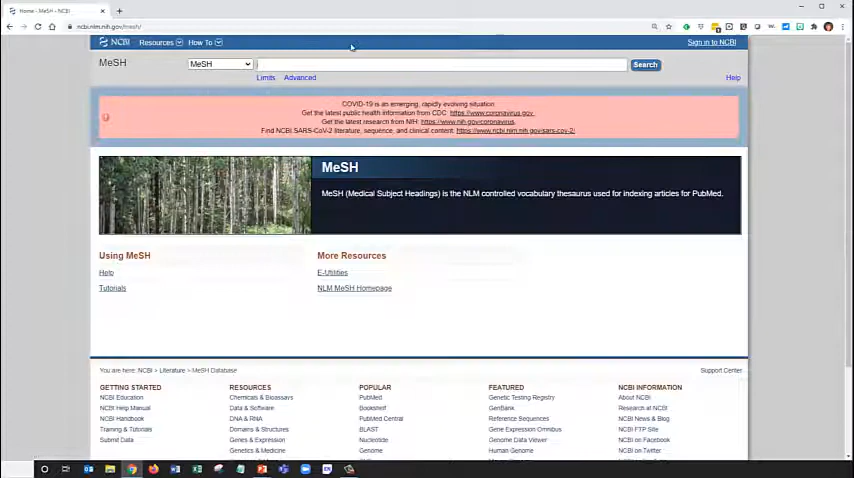 Home - MeSH - NCBI
ncbi.nlm.nih.gov/mesh/
NCBI Resources How To Sign in to NCBI
MeSH MeSH Search
Limits Advanced Help
COVID-19 is an emerging, rapidly evolving situation
Get the latest public health information from CDC: https://www.coronavirus.gov.
Get the latest research from NIH: https://www.nih.gov/coronavirus.
Find NCBI SARS-CoV-2 literature, sequence, and clinical content: https://www.ncbi.nlm.nih.gov/sars-cov-2/.
MeSH
MeSH (Medical Subject Headings) is the NLM controlled vocabulary thesaurus used for indexing articles for PubMed.
Using MeSH
Help
Tutorials
More Resources
E-Utilities
NLM MeSH Homepage
You are here: NCBI > Literature > MeSH Database Support Center
GETTING STARTED
NCBI Education
NCBI Help Manual
NCBI Handbook
Training & Tutorials
Submit Data
RESOURCES
Chemicals & Bioassays
Data & Software
DNA & RNA
Domains & Structures
Genes & Expression
Genetics & Medicine
POPULAR
PubMed
Bookshelf
PubMed Central
BLAST
Nucleotide
Genome
FEATURED
Genetic Testing Registry
GenBank
Reference Sequences
Gene Expression Omnibus
Genome Data Viewer
Human Genome
NCBI INFORMATION
About NCBI
Research at NCBI
NCBI News & Blog
NCBI FTP Site
NCBI on Facebook
NCBI on Twitter